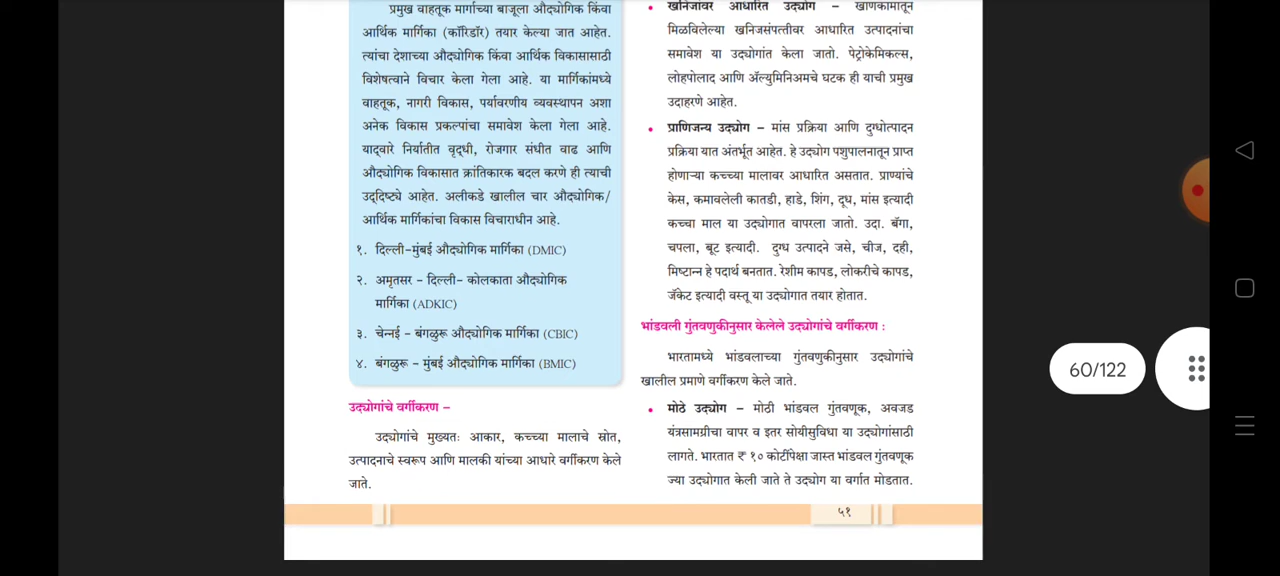 प्रमुख वाहतूक मार्गाच्या बाजूला औद्योगिक किंवा
आर्थिक मार्गिका (कॉरिडॉर) तयार केल्या जात आहेत.
त्यांचा देशाच्या औद्योगिक किंवा आर्थिक विकासासाठी
विशेषत्वाने विचार केला गेला आहे. या मार्गिकांमध्ये
वाहतूक, नागरी विकास, पर्यावरणीय व्यवस्थापन अशा
अनेक विकास प्रकल्पांचा समावेश केला गेला आहे.
याद्वारे निर्यातीत वृद्धी, रोजगार संधीत वाढ आणि
औद्योगिक विकासात क्रांतिकारक बदल करणे ही त्याची
उद्दिष्ट्ये आहेत. अलीकडे खालील चार औद्योगिक/
आर्थिक मार्गिकांचा विकास विचाराधीन आहे.
१. दिल्ली-मुंबई औद्योगिक मार्गिका (DMIC)
२. अमृतसर - दिल्ली- कोलकाता औद्योगिक
मार्गिका (ADKIC)
३. चेन्नई - बंगळुरू औद्योगिक मार्गिका (CBIC)
४. बंगळुरू - मुंबई औद्योगिक मार्गिका (BMIC)
उद्योगांचे वर्गीकरण -
उद्योगांचे मुख्यतः आकार, कच्च्या मालाचे स्रोत,
उत्पादनाचे स्वरूप आणि मालकी यांच्या आधारे वर्गीकरण केले
जाते.
• खनिजांवर आधारित उद्योग - खाणकामातून
मिळविलेल्या खनिजसंपत्तीवर आधारित उत्पादनांचा
समावेश या उद्योगांत केला जातो. पेट्रोकेमिकल्स,
लोहपोलाद आणि ॲल्युमिनिअमचे घटक ही याची प्रमुख
उदाहरणे आहेत.
• प्राणिजन्य उद्योग - मांस प्रक्रिया आणि दुग्धोत्पादन
प्रक्रिया यात अंतर्भूत आहेत. हे उद्योग पशुपालनातून प्राप्त
होणाऱ्या कच्च्या मालावर आधारित असतात. प्राण्यांचे
केस, कमावलेली कातडी, हाडे, शिंग, दूध, मांस इत्यादी
कच्चा माल या उद्योगात वापरला जातो. उदा. बॅगा,
चपला, बूट इत्यादी. दुग्ध उत्पादने जसे, चीज, दही,
मिष्टान्न हे पदार्थ बनतात. रेशीम कापड, लोकरीचे कापड,
जॅकेट इत्यादी वस्तू या उद्योगात तयार होतात.
भांडवली गुंतवणुकीनुसार केलेले उद्योगांचे वर्गीकरण :
भारतामध्ये भांडवलाच्या गुंतवणुकीनुसार उद्योगांचे
खालील प्रमाणे वर्गीकरण केले जाते.
• मोठे उद्योग - मोठी भांडवल गुंतवणूक, अवजड
यंत्रसामग्रीचा वापर व इतर सोयीसुविधा या उद्योगांसाठी
लागते. भारतात ₹ १० कोटींपेक्षा जास्त भांडवल गुंतवणूक
ज्या उद्योगात केली जाते ते उद्योग या वर्गात मोडतात.
५१
60/122